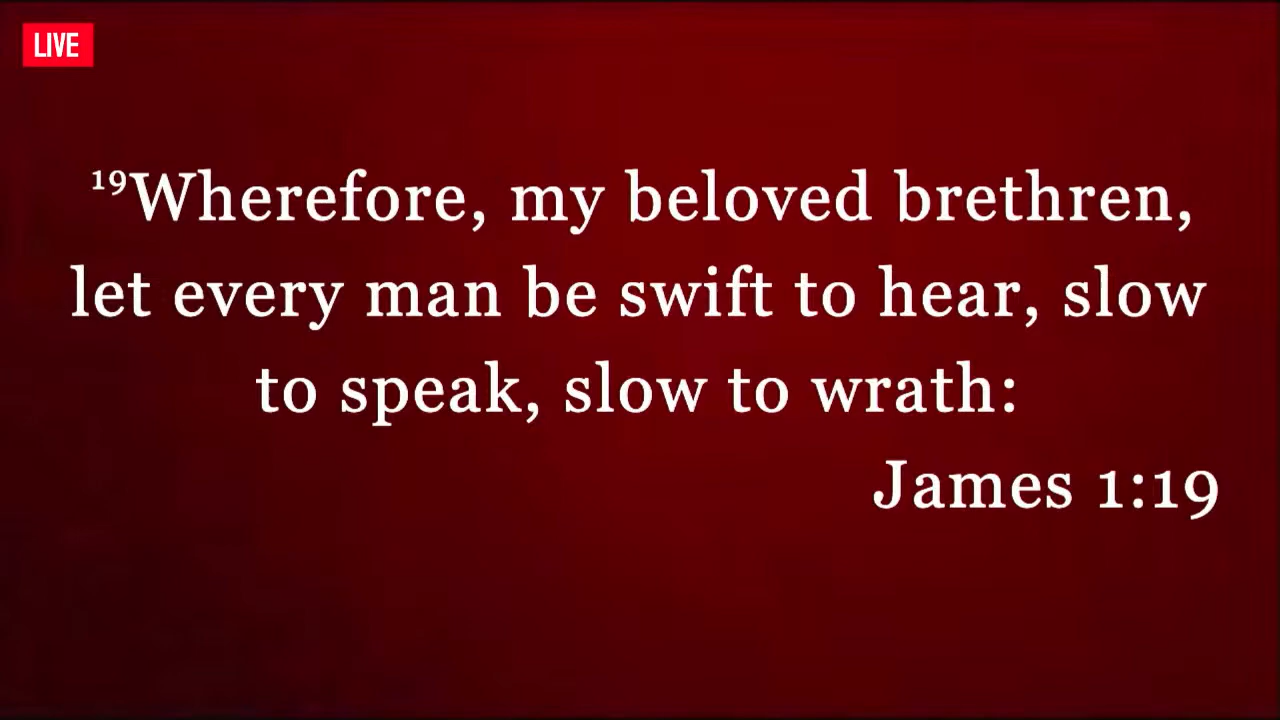 LIVE
¹⁹Wherefore, my beloved brethren,
let every man be swift to hear, slow
to speak, slow to wrath:
James 1:19